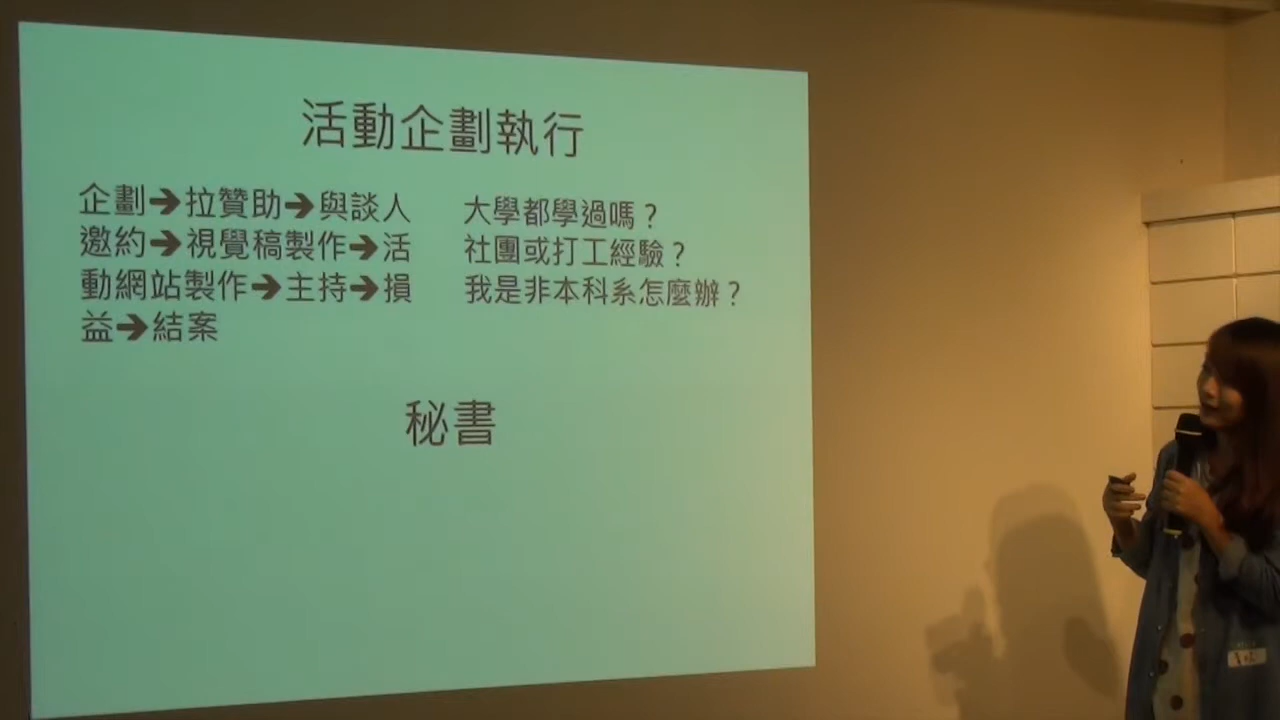 活動企劃執行
企劃➔拉贊助➔與談人
邀約➔視覺稿製作➔活
動網站製作➔主持➔損
益➔結案
大學都學過嗎？
社團或打工經驗？
我是非本科系怎麼辦？
秘書